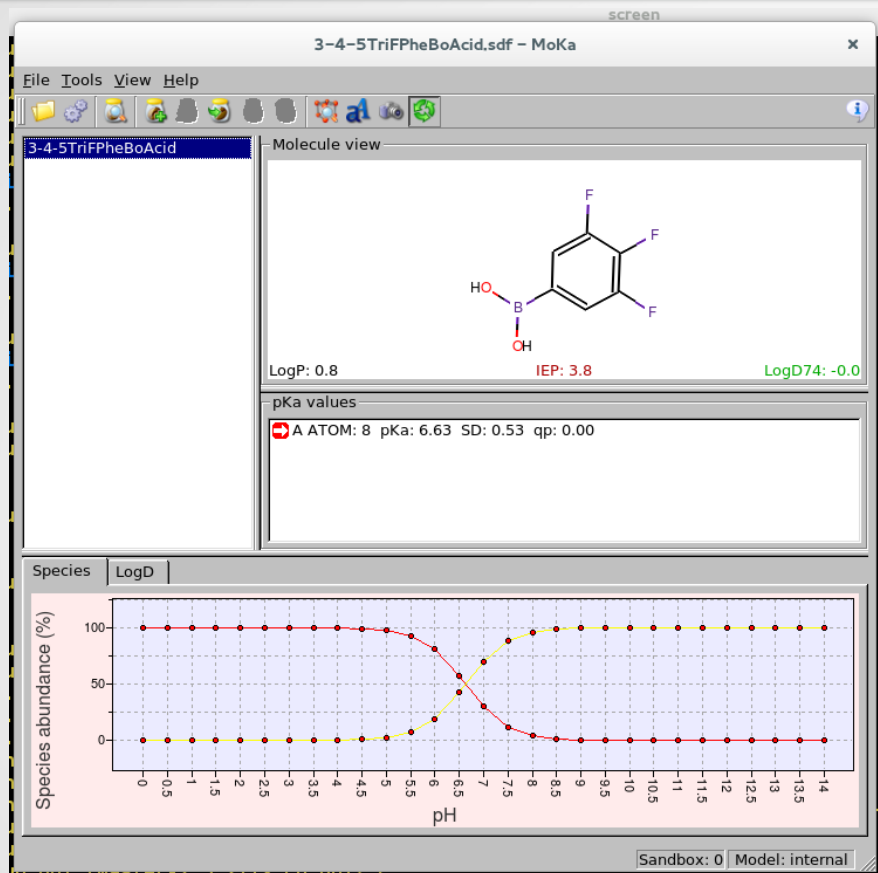 screen
3-4-5TriFPheBoAcid.sdf - MoKa
File Tools View Help
3-4-5TriFPheBoAcid
Molecule view
F
F
F
HO
B
OH
LogP: 0.8 IEP: 3.8 LogD74: -0.0
pKa values
A ATOM: 8 pKa: 6.63 SD: 0.53 qp: 0.00
Species LogD
Species abundance (%)
100
50
0
0 0.5 1 1.5 2 2.5 3 3.5 4 4.5 5 5.5 6 6.5 7 7.5 8 8.5 9 9.5 10 10.5 11 11.5 12 12.5 13 13.5 14
pH
Sandbox: 0 Model: internal